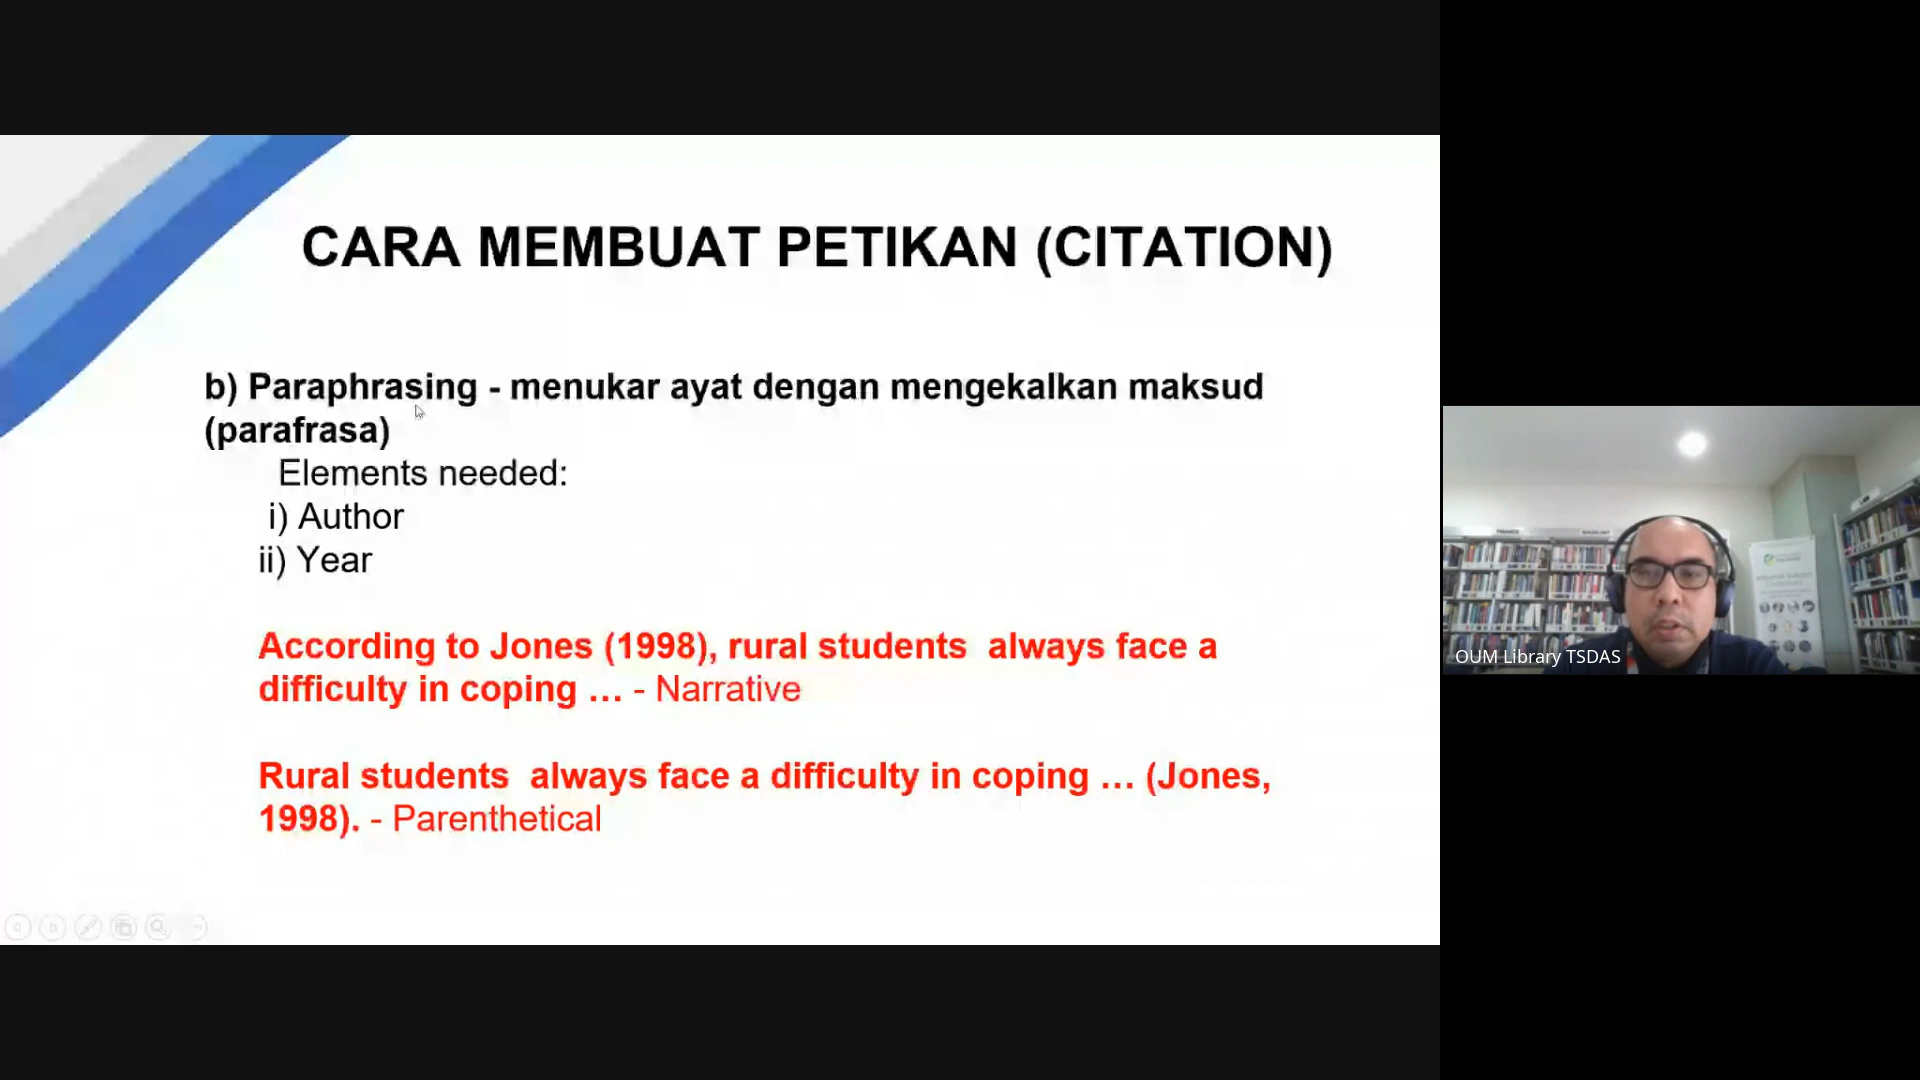 CARA MEMBUAT PETIKAN (CITATION)
b) Paraphrasing - menukar ayat dengan mengekalkan maksud
(parafrasa)
Elements needed:
i) Author
ii) Year
According to Jones (1998), rural students always face a
difficulty in coping … - Narrative
Rural students always face a difficulty in coping … (Jones,
1998). - Parenthetical
OUM Library TSDAS